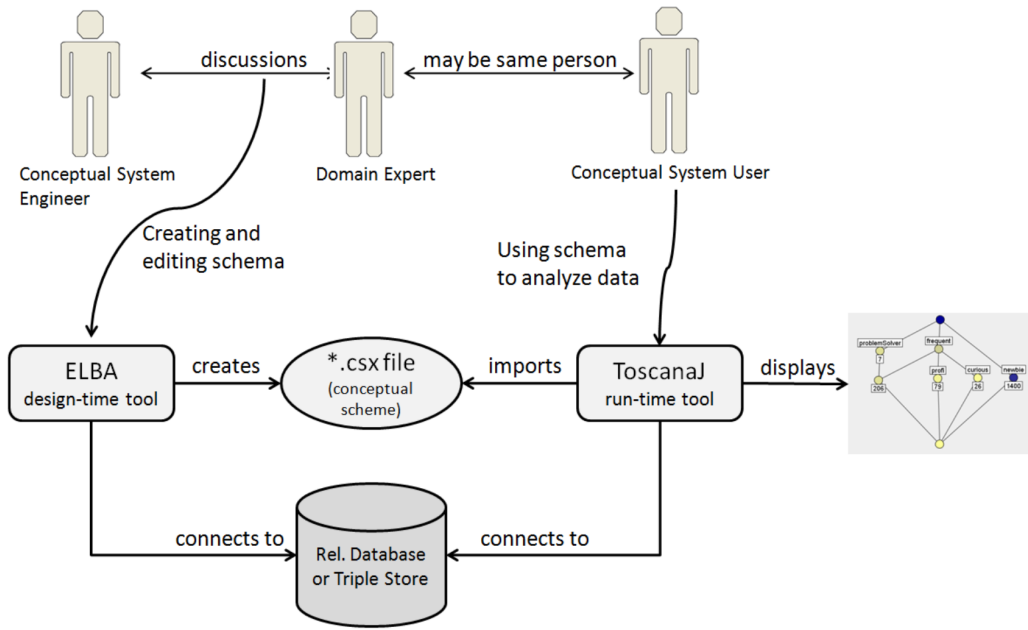 discussions
may be same person
Conceptual System
Engineer
Domain Expert
Conceptual System User
Creating and
editing schema
Using schema
to analyze data
ELBA
design-time tool
creates
*.csx file
(conceptual
scheme)
imports
ToscanaJ
run-time tool
displays
problemSolver
7
frequent
206
profi
79
curious
26
newbie
1400
connects to
Rel. Database
or Triple Store
connects to